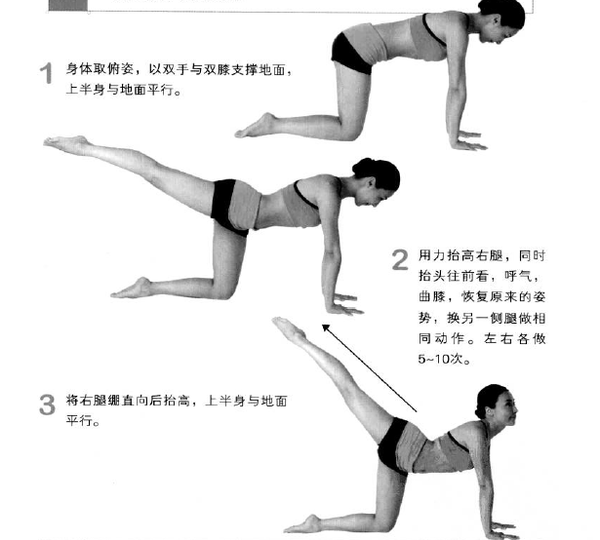 1
身体取俯姿，以双手与双膝支撑地面，
上半身与地面平行。
2
用力抬高右腿，同时
抬头往前看，呼气，
曲膝，恢复原来的姿
势，换另一侧腿做相
同动作。左右各做
5~10次。
3
将右腿绷直向后抬高，上半身与地面
平行。